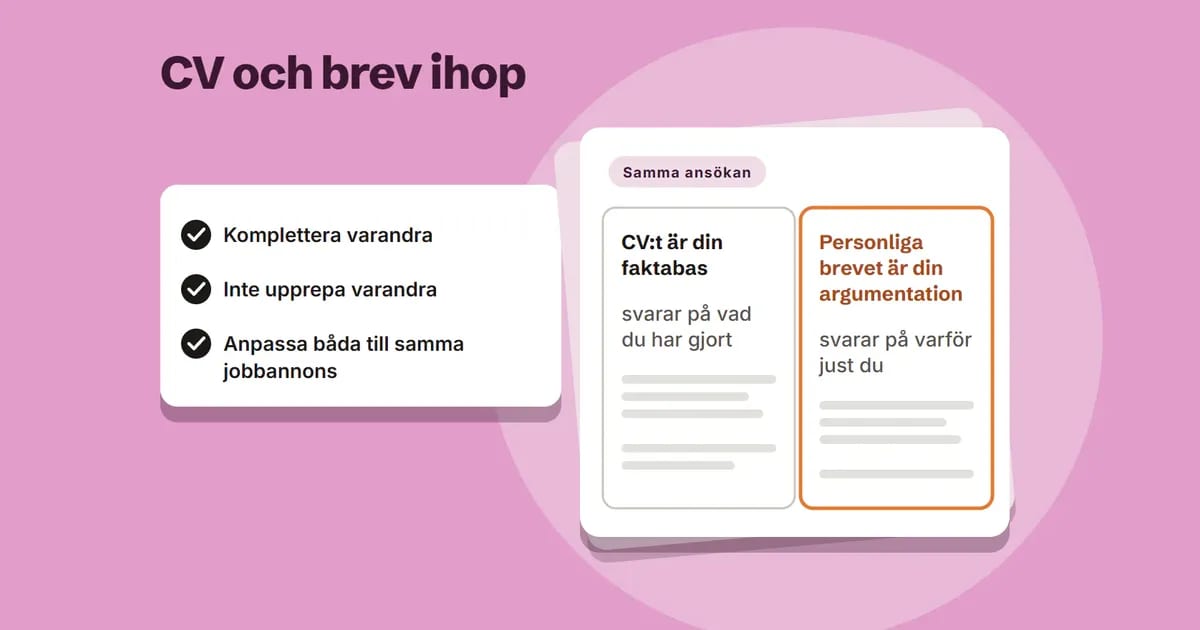 CV och brev ihop
Komplettera varandra
Inte upprepa varandra
Anpassa båda till samma
jobbannons
Samma ansökan
CV:t är din
faktabas
svarar på vad
du har gjort
Personliga
brevet är din
argumentation
svarar på varför
just du